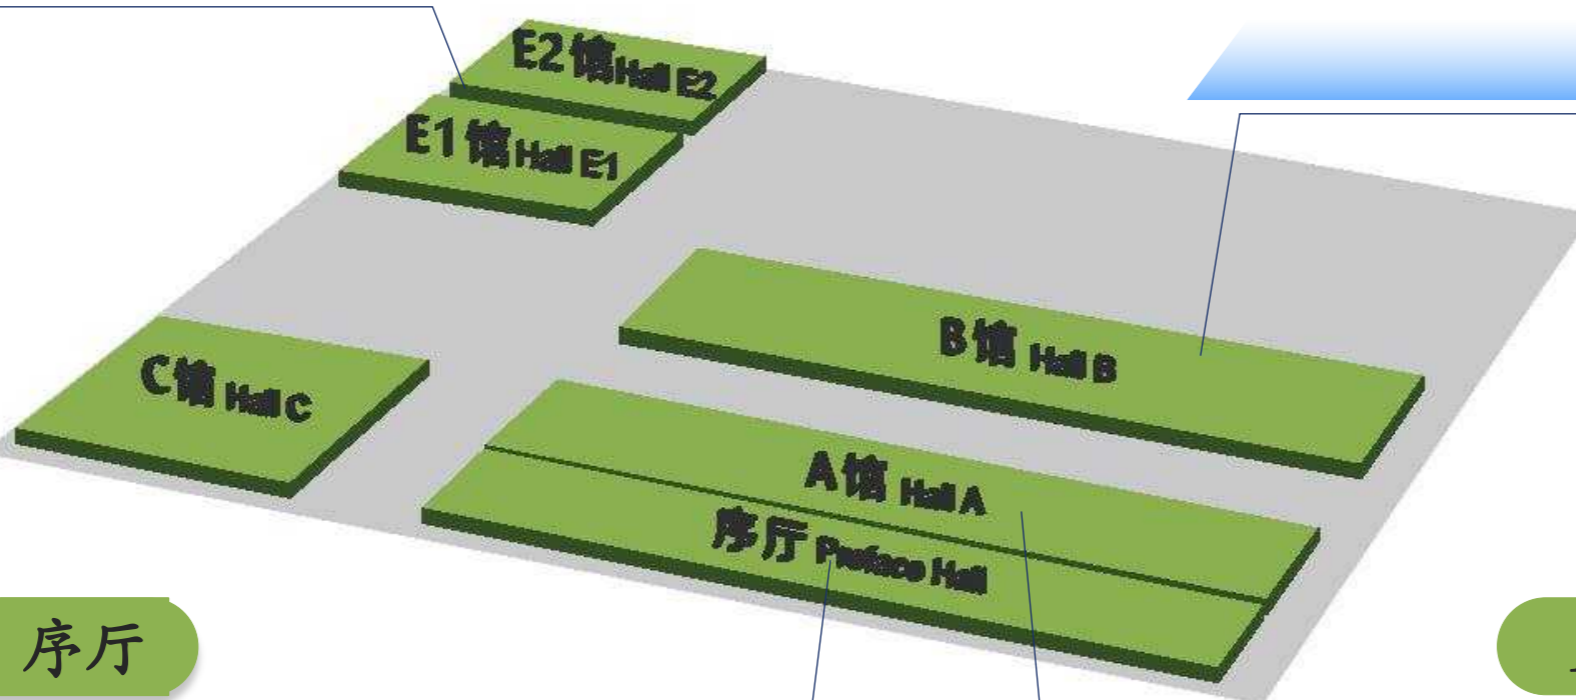 E2馆 Hall E2
E1馆 Hall E1
B馆 Hall B
C馆 Hall C
A馆 Hall A
序厅 Preface Hall
序厅